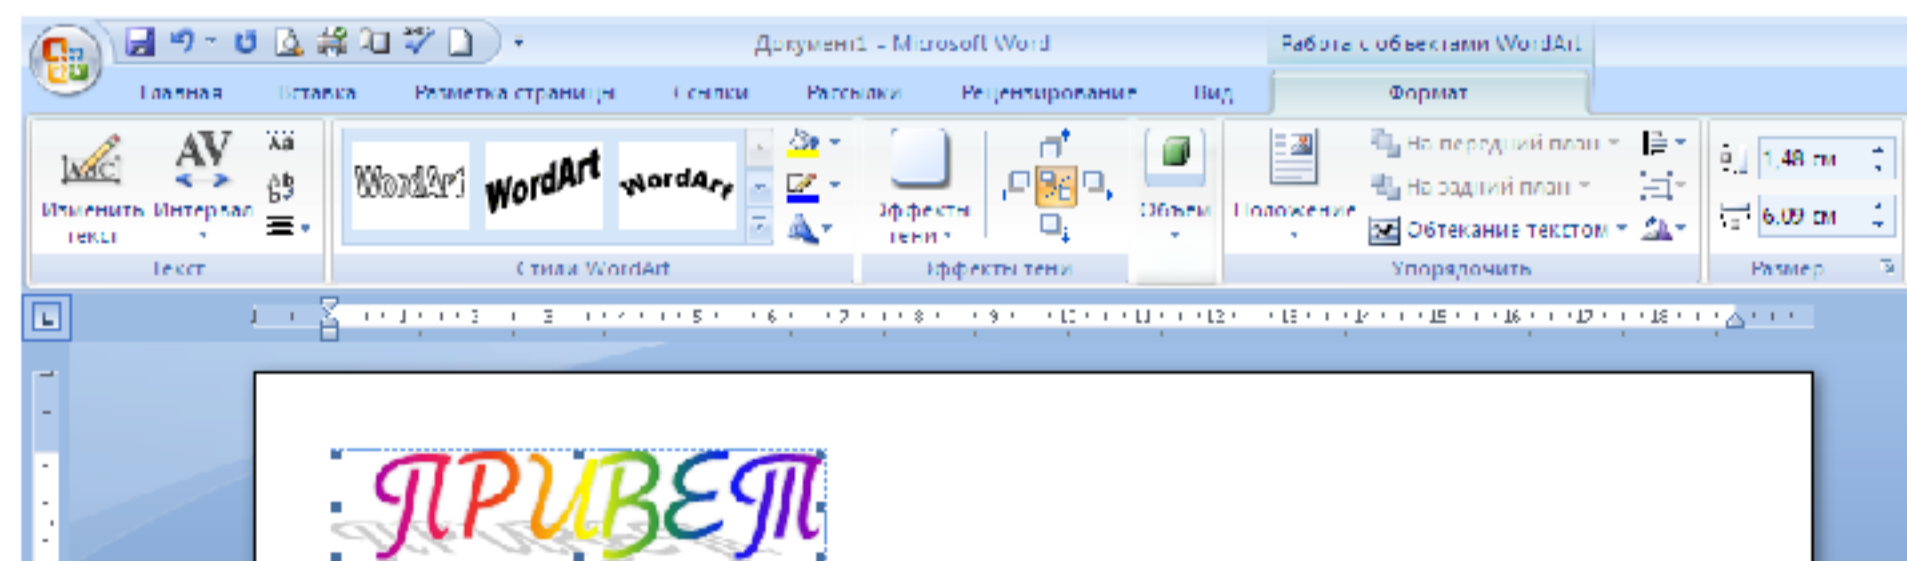 Документ1 - Microsoft Word
Работа с объектами WordArt
Главная Вставка Разметка страницы Ссылки Рассылки Рецензирование Вид Формат
Изменить текст
AV
Интервал
Aa
WordArt WordArt WordArt
Эффекты тени
Объем
Положение
На передний план
На задний план
Обтекание текстом
1,48 см
6,09 см
Текст Стили WordArt Эффекты тени Упорядочить Размер
ПРИВЕТ